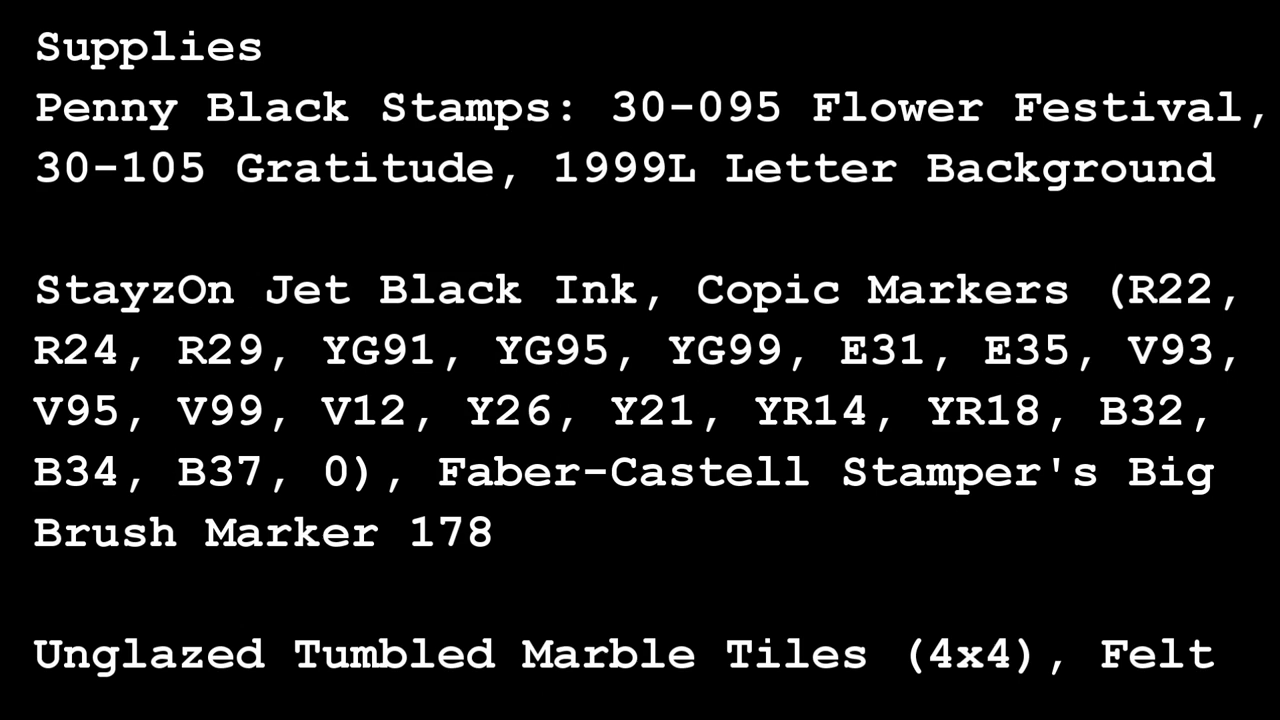 Supplies
Penny Black Stamps: 30-095 Flower Festival,
30-105 Gratitude, 1999L Letter Background
StayzOn Jet Black Ink, Copic Markers (R22,
R24, R29, YG91, YG95, YG99, E31, E35, V93,
V95, V99, V12, Y26, Y21, YR14, YR18, B32,
B34, B37, 0), Faber-Castell Stamper's Big
Brush Marker 178
Unglazed Tumbled Marble Tiles (4x4), Felt